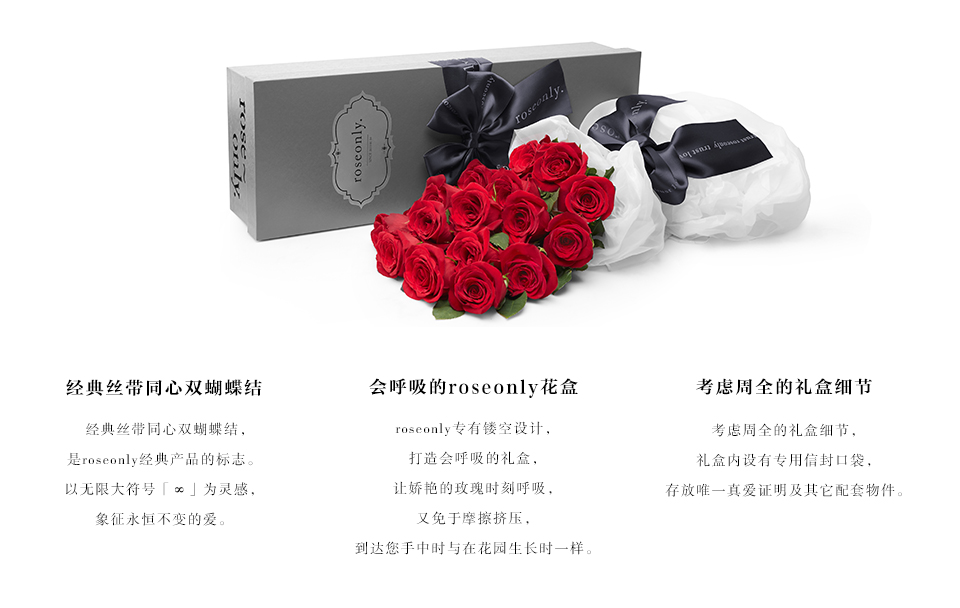 rose
only.
roseonly.
roseonly.
经典丝带同心双蝴蝶结
经典丝带同心双蝴蝶结，
是roseonly经典产品的标志。
以无限大符号「∞」为灵感，
象征永恒不变的爱。
会呼吸的roseonly花盒
roseonly专有镂空设计，
打造会呼吸的礼盒，
让娇艳的玫瑰时刻呼吸，
又免于摩擦挤压，
到达您手中时与在花园生长时一样。
考虑周全的礼盒细节
考虑周全的礼盒细节，
礼盒内设有专用信封口袋，
存放唯一真爱证明及其它配套物件。